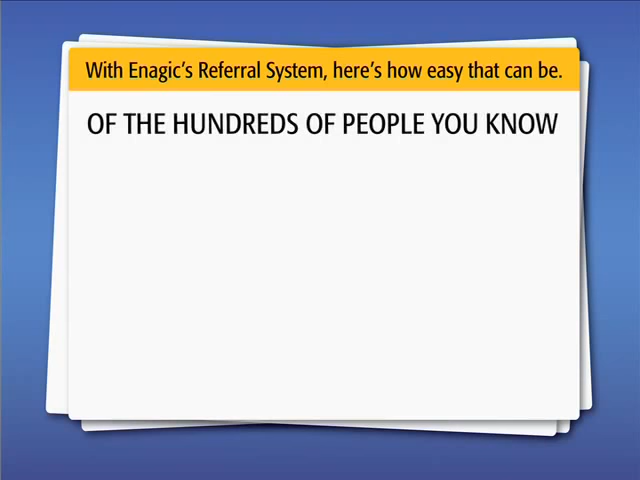 With Enagic's Referral System, here's how easy that can be.
OF THE HUNDREDS OF PEOPLE YOU KNOW